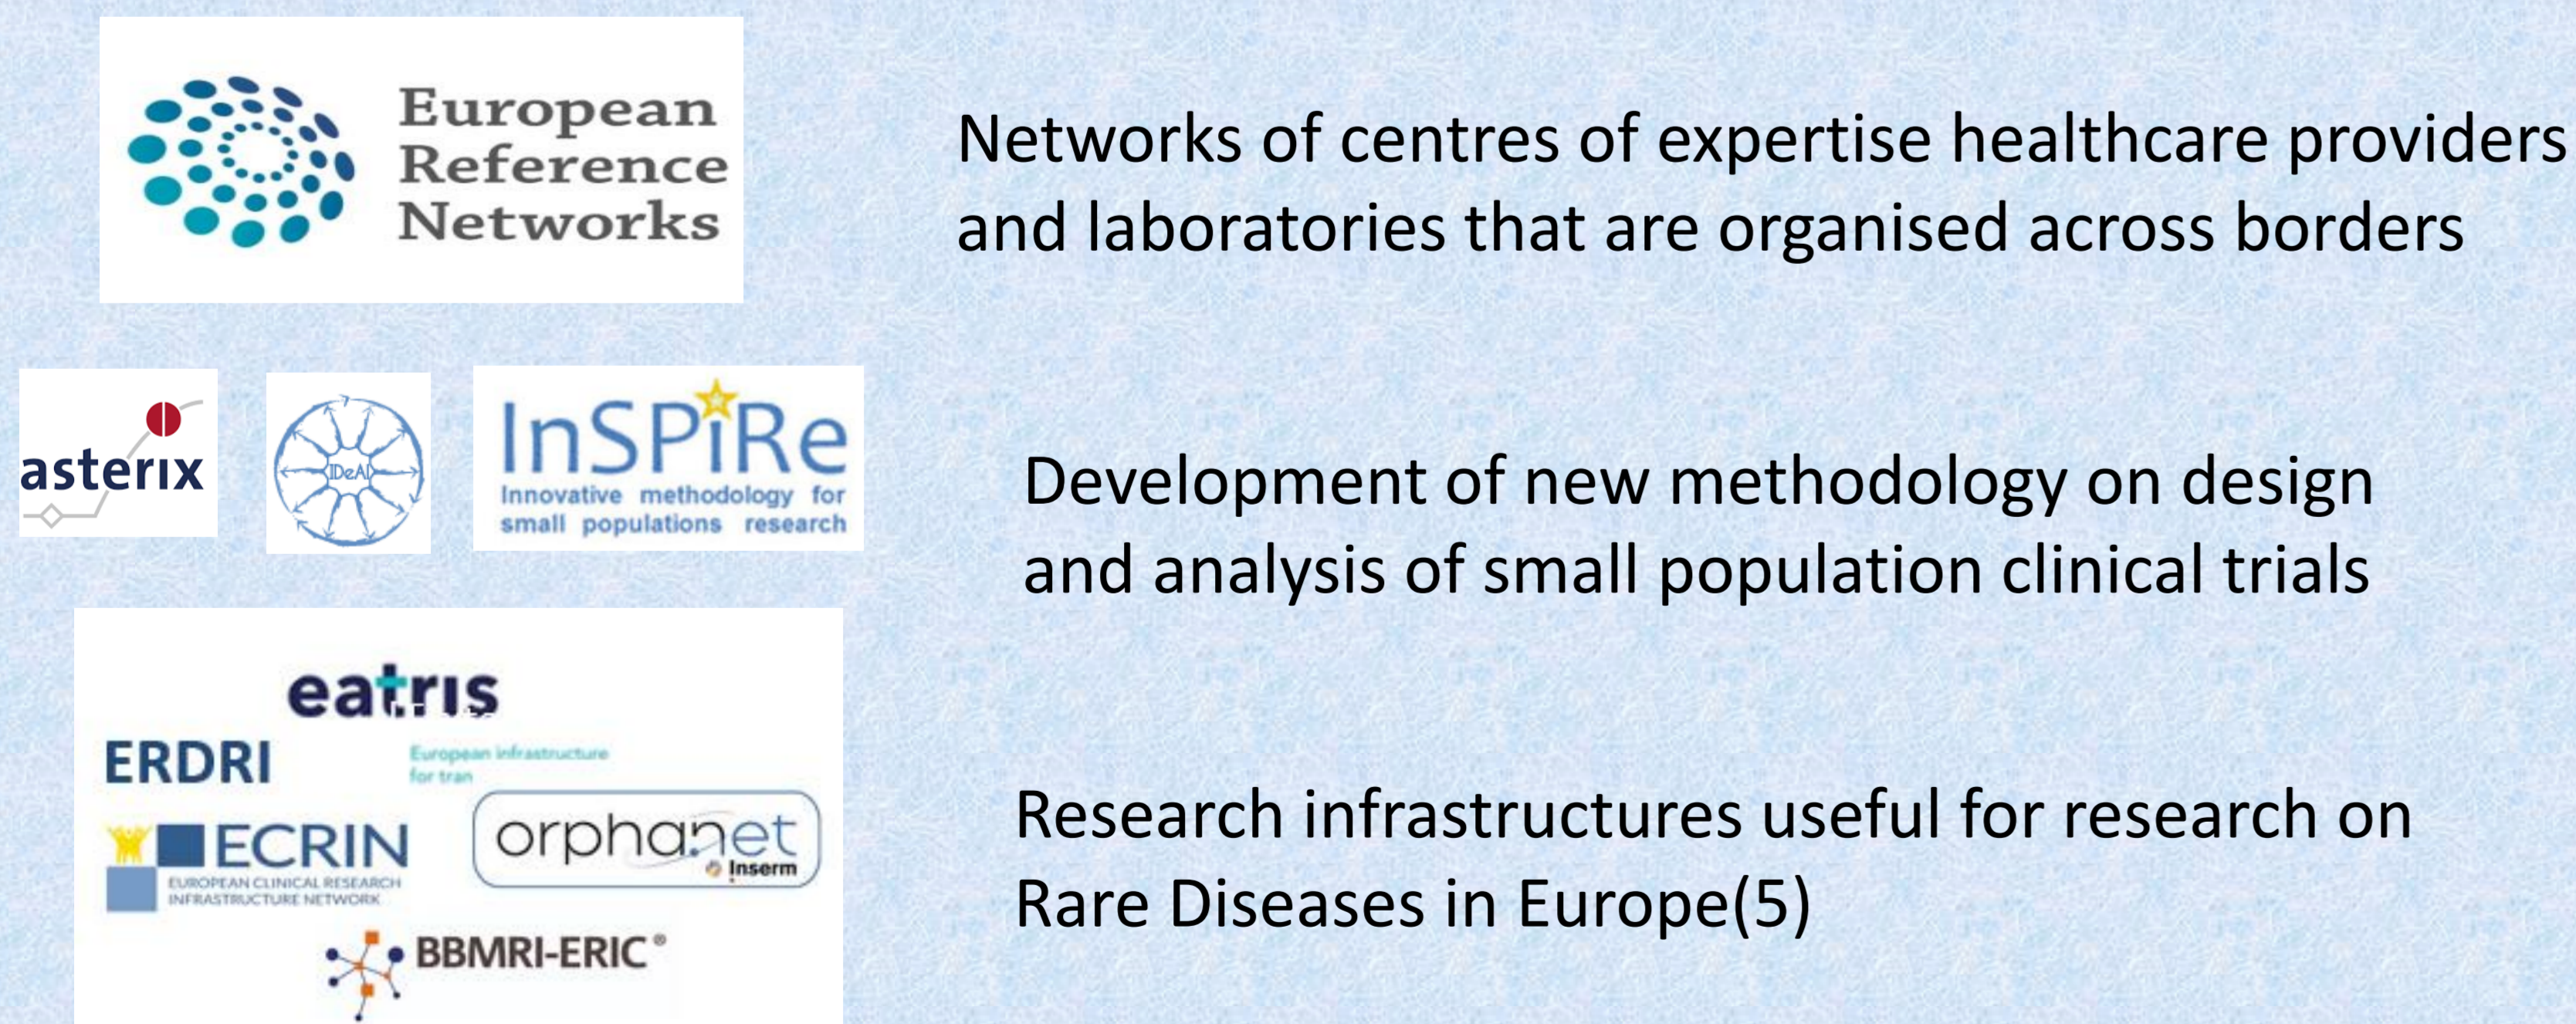 European
Reference
Networks
Networks of centres of expertise healthcare providers
and laboratories that are organised across borders
asterix
IDeAl
InSPiRe
Innovative methodology for
small populations research
Development of new methodology on design
and analysis of small population clinical trials
eatris
ERDRI
European infrastructure
for tran
ECRIN
EUROPEAN CLINICAL RESEARCH
INFRASTRUCTURE NETWORK
orphanet
Inserm
BBMRI-ERIC®
Research infrastructures useful for research on
Rare Diseases in Europe(5)